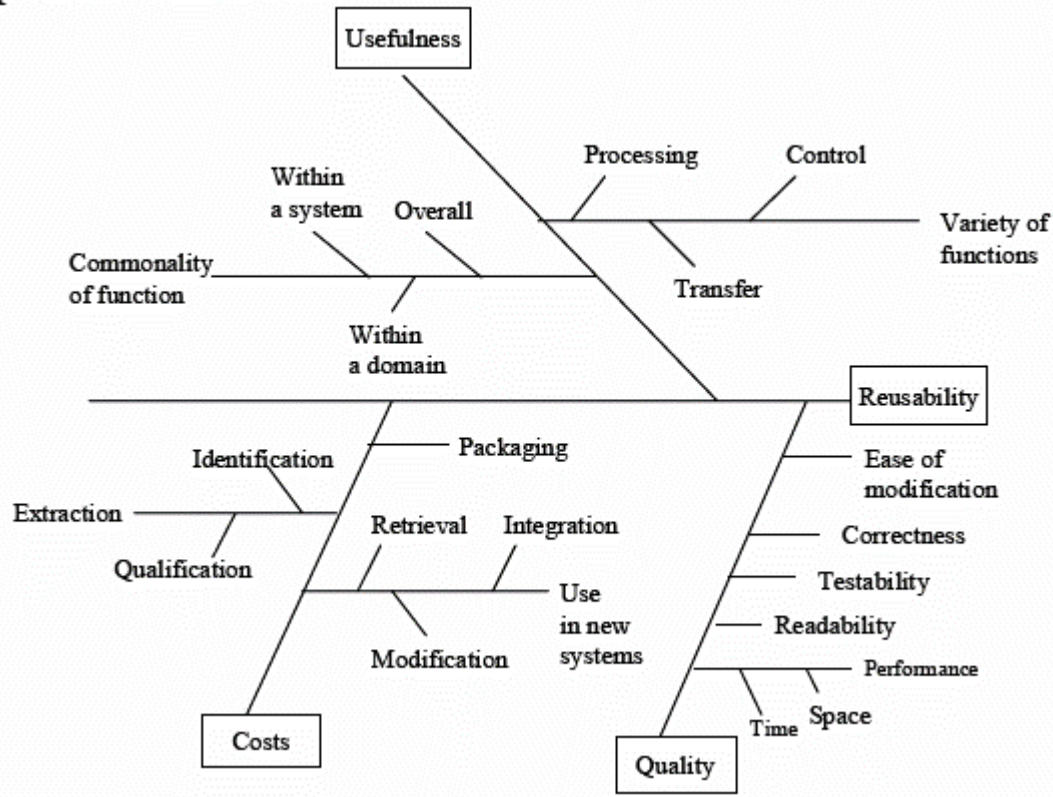 Usefulness
Processing
Control
Within
a system
Overall
Variety of
functions
Commonality
of function
Transfer
Within
a domain
Reusability
Packaging
Identification
Ease of
modification
Extraction
Retrieval
Integration
Correctness
Qualification
Testability
Use
in new
systems
Readability
Modification
Performance
Time
Space
Costs
Quality